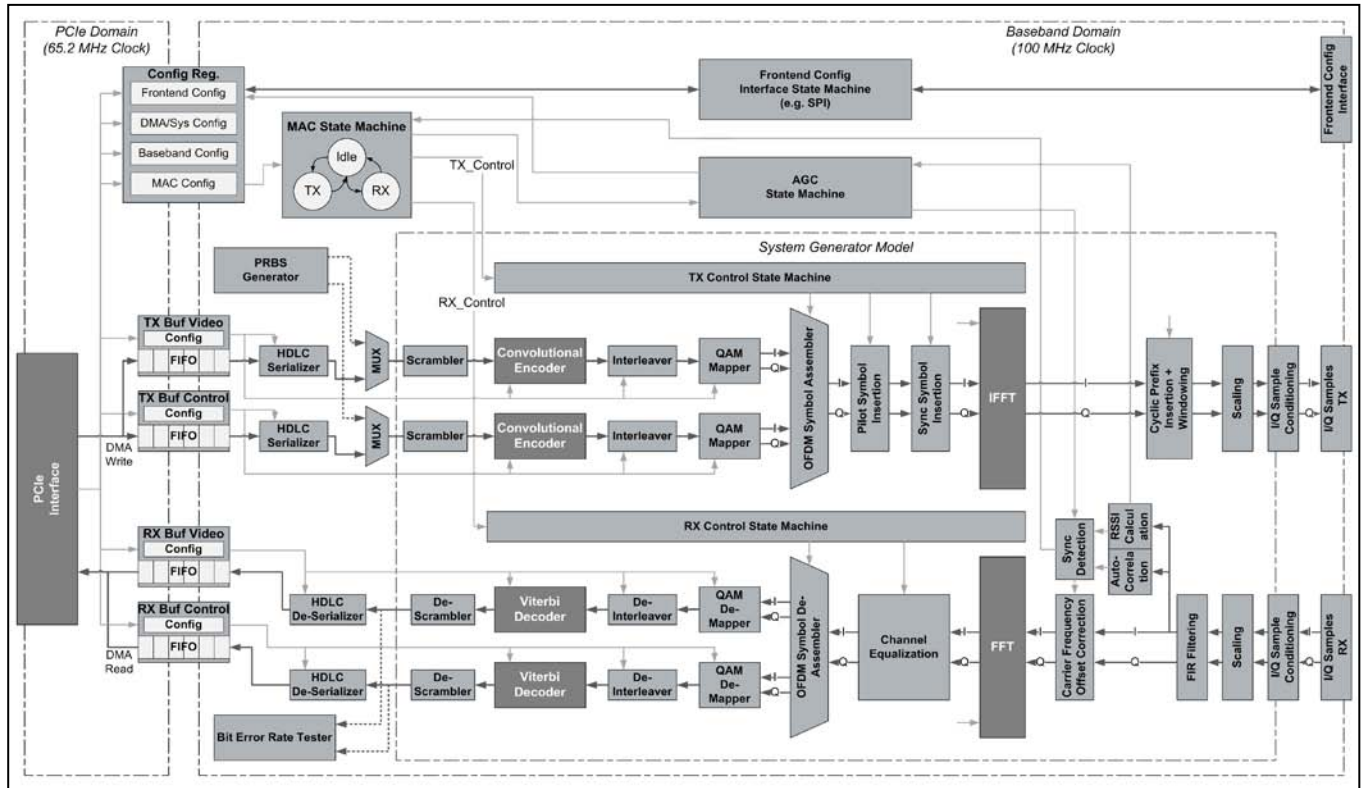 PCIe Domain
(65.2 MHz Clock)
Baseband Domain
(100 MHz Clock)
Config Reg.
Frontend Config
DMA/Sys Config
Baseband Config
MAC Config
MAC State Machine
Idle
TX
RX
Frontend Config
Interface State Machine
(e.g. SPI)
Frontend Config
Interface
TX_Control
AGC
State Machine
System Generator Model
PRBS
Generator
TX Control State Machine
RX_Control
TX Buf Video
Config
FIFO
HDLC
Serializer
MUX
Scrambler
Convolutional
Encoder
Interleaver
QAM
Mapper
I
Q
TX Buf Control
Config
FIFO
HDLC
Serializer
MUX
Scrambler
Convolutional
Encoder
Interleaver
QAM
Mapper
I
Q
OFDM Symbol Assembler
I
Q
Pilot Symbol
Insertion
Sync Symbol
Insertion
I
Q
IFFT
I
Q
Cyclic Prefix
Insertion +
Windowing
Scaling
I/Q Sample
Conditioning
I
Q
I/Q Samples
TX
DMA
Write
PCIe
Interface
RX Control State Machine
Sync
Detection
RSSI
Calcul
ation
Auto-
Correla
tion
RX Buf Video
Config
FIFO
HDLC
De-Serializer
De-
Scrambler
Viterbi
Decoder
De-
Interleaver
QAM
De-
Mapper
I
Q
RX Buf Control
Config
FIFO
DMA
Read
HDLC
De-Serializer
De-
Scrambler
Viterbi
Decoder
De-
Interleaver
QAM
De-
Mapper
I
Q
OFDM Symbol De-
Assembler
I
Q
Channel
Equalization
I
Q
FFT
I
Q
Carrier Frequency
Offset Correction
I
Q
FIR Filtering
Scaling
I/Q Sample
Conditioning
I
Q
I/Q Samples
RX
Bit Error Rate Tester